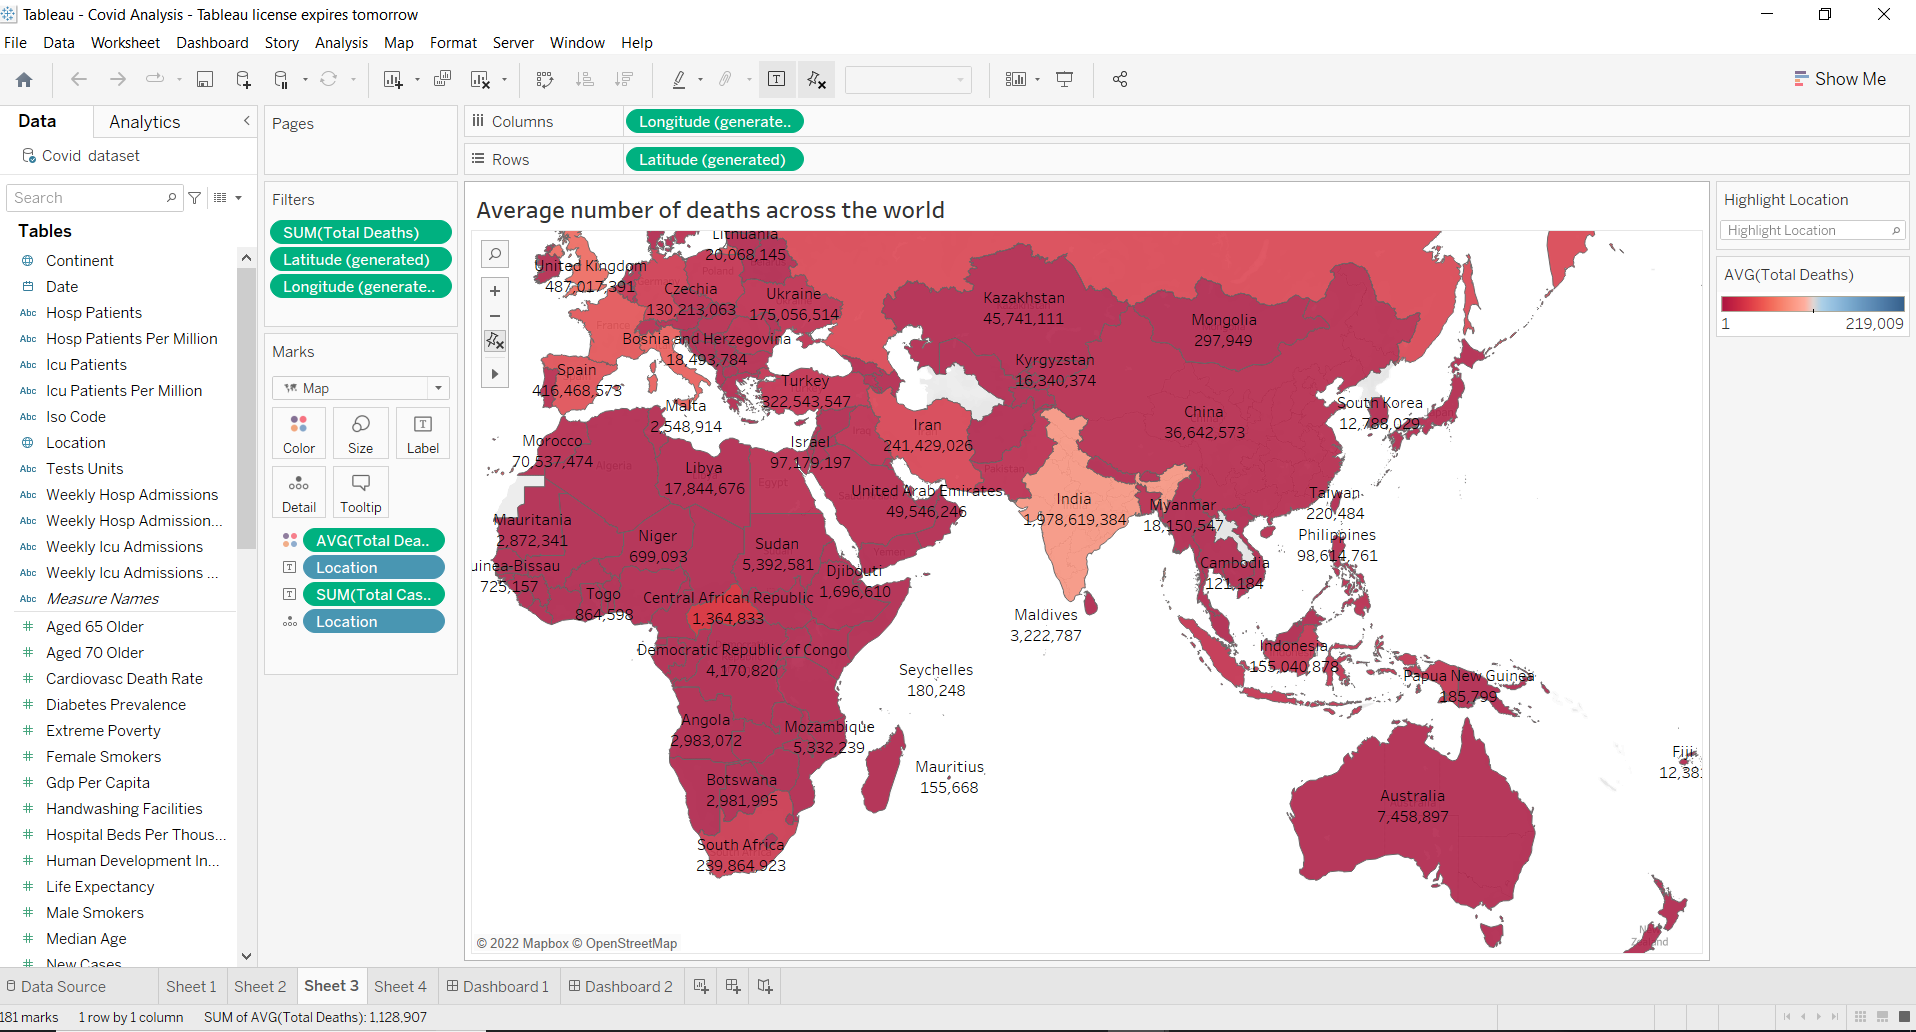 Tableau - Covid Analysis - Tableau license expires tomorrow
File Data Worksheet Dashboard Story Analysis Map Format Server Window Help
Show Me
Data Analytics
Covid dataset
Search
Tables
Continent
Date
Hosp Patients
Hosp Patients Per Million
Icu Patients
Icu Patients Per Million
Iso Code
Location
Tests Units
Weekly Hosp Admissions
Weekly Hosp Admission...
Weekly Icu Admissions
Weekly Icu Admissions ...
Measure Names
Aged 65 Older
Aged 70 Older
Cardiovasc Death Rate
Diabetes Prevalence
Extreme Poverty
Female Smokers
Gdp Per Capita
Handwashing Facilities
Hospital Beds Per Thous...
Human Development In...
Life Expectancy
Male Smokers
Median Age
New Cases
Pages
Filters
SUM(Total Deaths)
Latitude (generated)
Longitude (generate..
Marks
Map
Color Size Label
Detail Tooltip
AVG(Total Dea..
Location
SUM(Total Cas..
Location
Columns Longitude (generate..
Rows Latitude (generated)
Average number of deaths across the world
Lithuania
20,068,145
United Kingdom
487,017,391
Czechia
130,213,063
Ukraine
175,056,514
Kazakhstan
45,741,111
Mongolia
297,949
Bosnia and Herzegovina
18,493,784
Kyrgyzstan
16,340,374
Spain
416,468,573
Turkey
322,543,547
Malta
2,548,914
Iran
241,429,026
China
36,642,573
South Korea
12,788,029
Morocco
70,537,474
Israel
97,179,197
Libya
17,844,676
United Arab Emirates
49,546,246
India
1,978,619,384
Myanmar
18,150,547
Taiwan
220,484
Mauritania
2,872,341
Niger
699,093
Sudan
5,392,581
Philippines
98,614,761
uinea-Bissau
725,157
Djibouti
1,696,610
Cambodia
121,184
Togo
864,598
Central African Republic
1,364,833
Maldives
3,222,787
Democratic Republic of Congo
4,170,820
Seychelles
180,248
Indonesia
155,040,878
Papua New Guinea
185,799
Angola
2,983,072
Mozambique
5,332,239
Mauritius
155,668
Fiji
12,38
Botswana
2,981,995
Australia
7,458,897
South Africa
239,864,923
© 2022 Mapbox © OpenStreetMap
Highlight Location
Highlight Location
AVG(Total Deaths)
1 219,009
Data Source Sheet 1 Sheet 2 Sheet 3 Sheet 4 Dashboard 1 Dashboard 2
181 marks 1 row by 1 column SUM of AVG(Total Deaths): 1,128,907